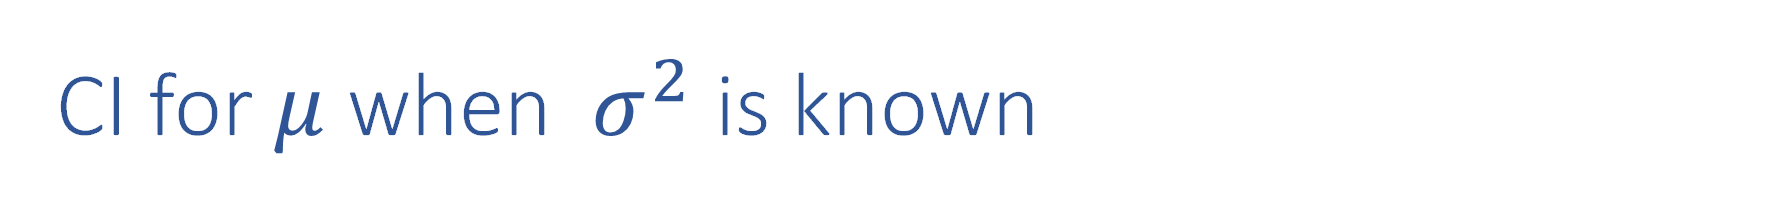 CI for μ when σ² is known